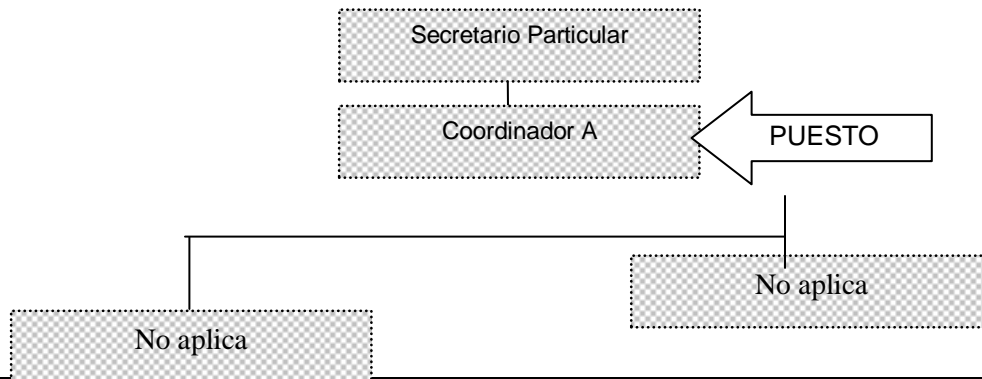 Secretario Particular
Coordinador A
PUESTO
No aplica
No aplica